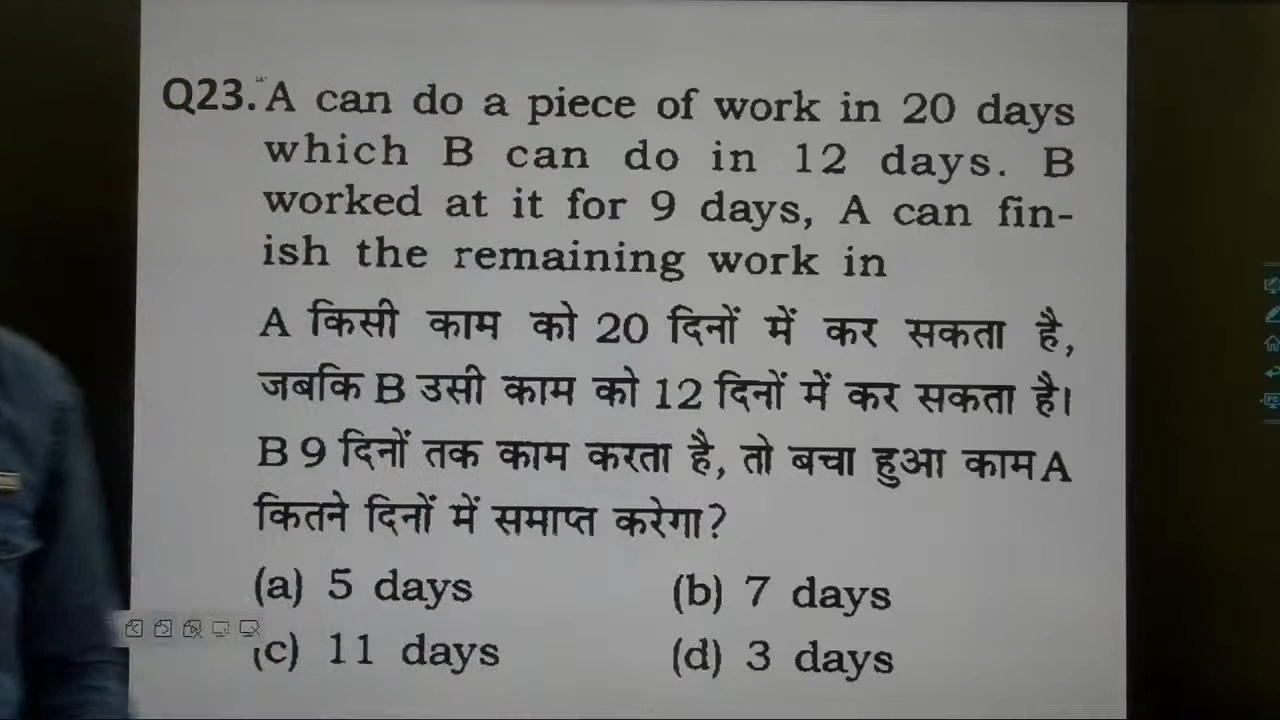 Q23. A can do a piece of work in 20 days
which B can do in 12 days. B
worked at it for 9 days, A can fin-
ish the remaining work in
A किसी काम को 20 दिनों में कर सकता है,
जबकि B उसी काम को 12 दिनों में कर सकता है।
B 9 दिनों तक काम करता है, तो बचा हुआ काम A
कितने दिनों में समाप्त करेगा?
(a) 5 days (b) 7 days
(c) 11 days (d) 3 days